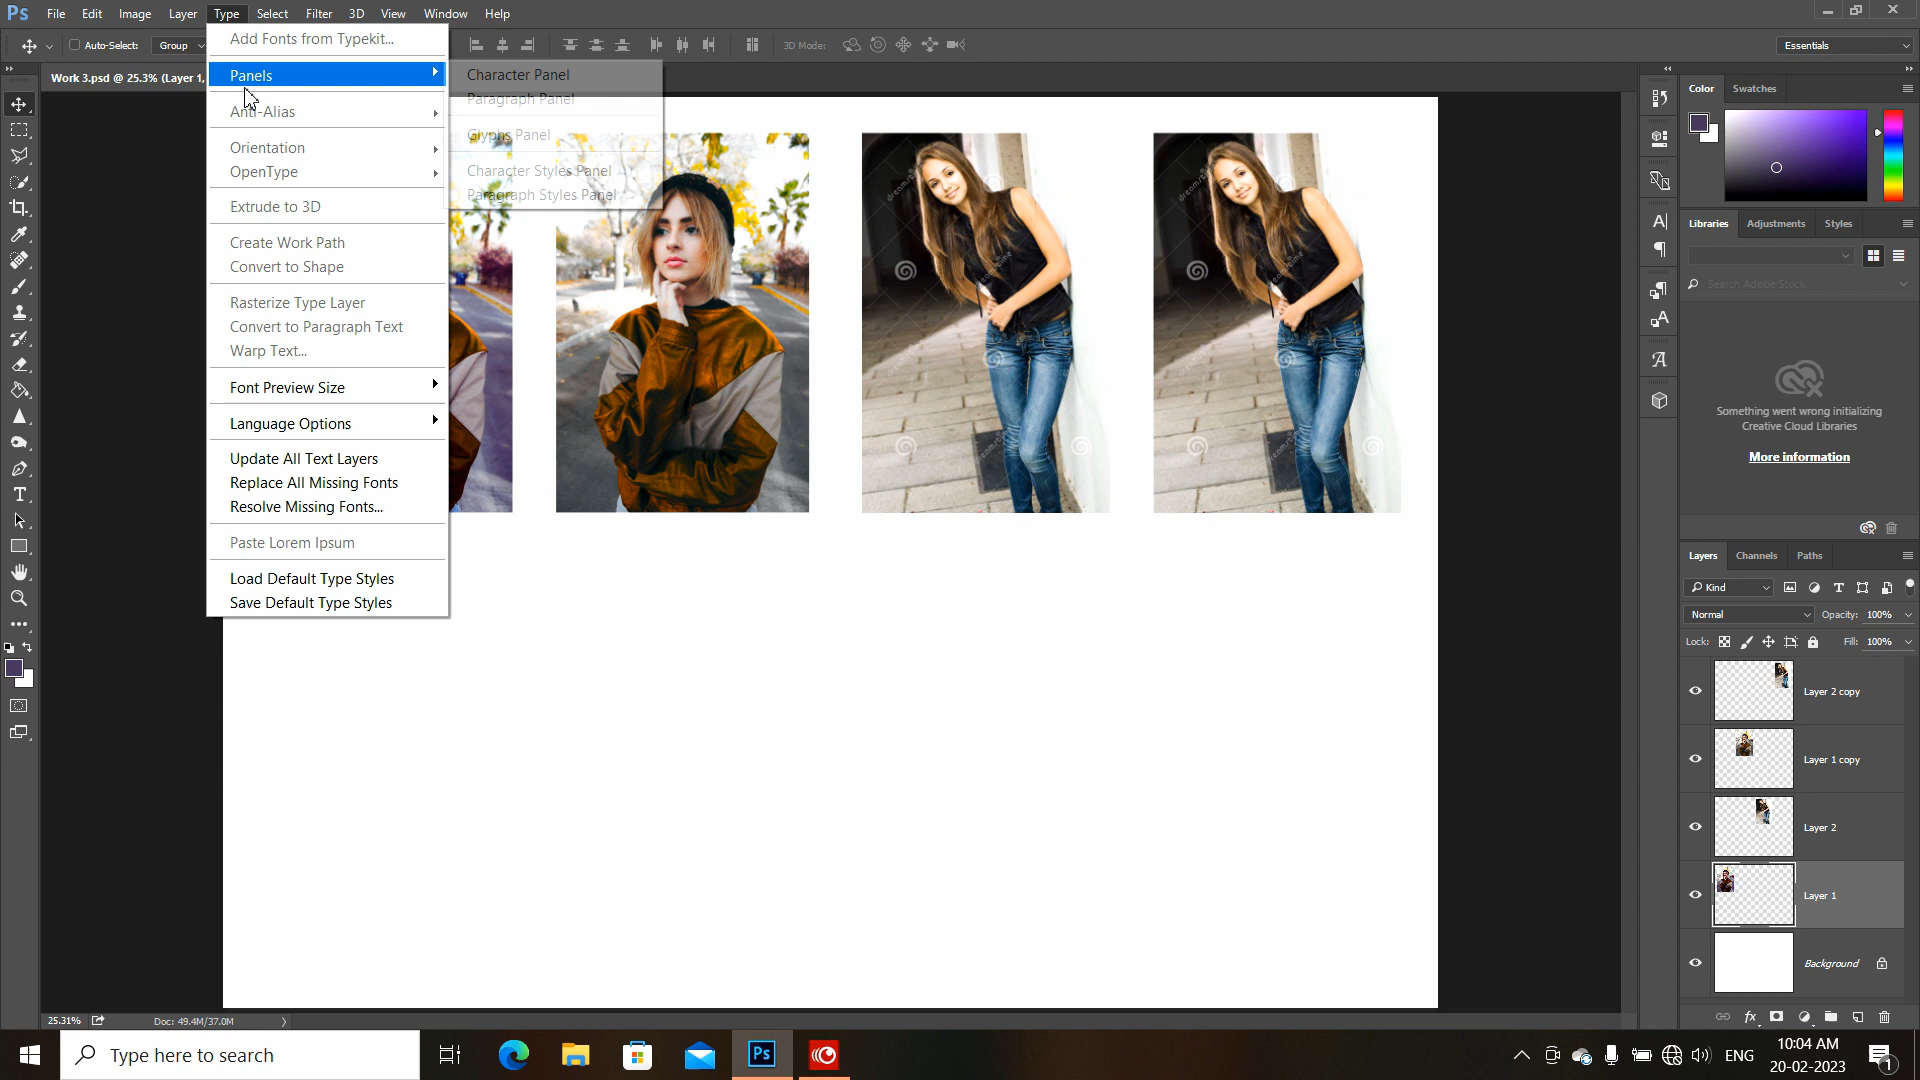 Ps File Edit Image Layer Type Select Filter 3D View Window Help
Auto-Select: Group 3D Mode: Essentials
Work 3.psd @ 25.3% (Layer 1,
Add Fonts from Typekit...
Panels
Anti-Alias
Orientation
OpenType
Extrude to 3D
Create Work Path
Convert to Shape
Rasterize Type Layer
Convert to Paragraph Text
Warp Text...
Font Preview Size
Language Options
Update All Text Layers
Replace All Missing Fonts
Resolve Missing Fonts...
Paste Lorem Ipsum
Load Default Type Styles
Save Default Type Styles
Character Panel
Paragraph Panel
Glyphs Panel
Character Styles Panel
Paragraph Styles Panel
Color Swatches
Libraries Adjustments Styles
Search Adobe Stock
Something went wrong initializing
Creative Cloud Libraries
More information
Layers Channels Paths
Kind
Normal Opacity: 100%
Lock: Fill: 100%
Layer 2 copy
Layer 1 copy
Layer 2
Layer 1
Background
fx
25.31% Doc: 49.4M/37.0M
Type here to search
Ps
ENG
10:04 AM
20-02-2023
1